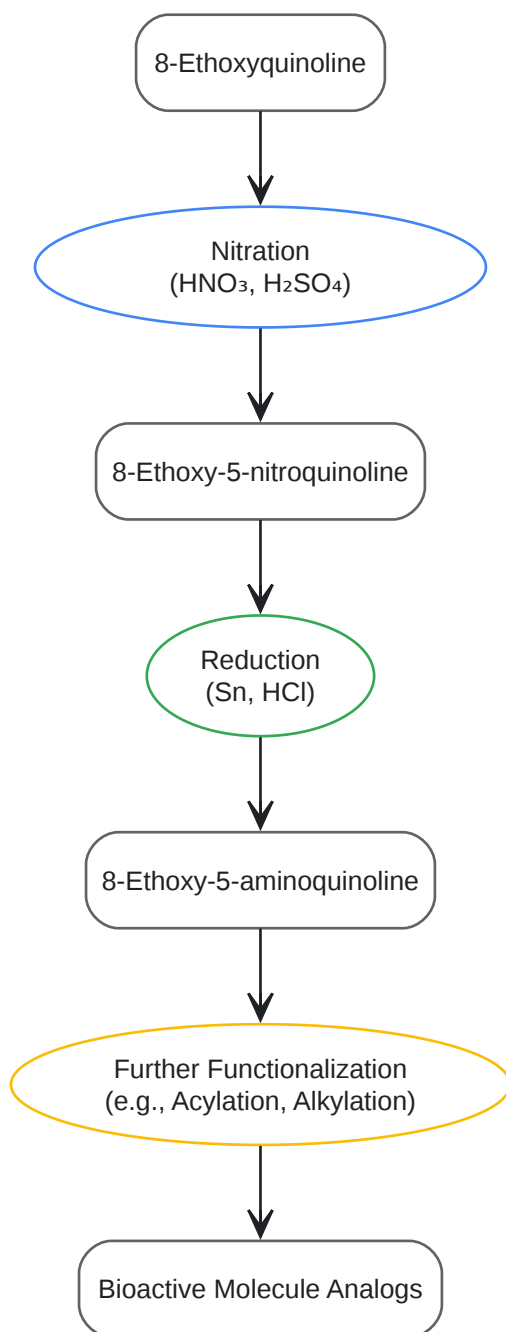 8-Ethoxyquinoline
Nitration
(HNO₃, H₂SO₄)
8-Ethoxy-5-nitroquinoline
Reduction
(Sn, HCl)
8-Ethoxy-5-aminoquinoline
Further Functionalization
(e.g., Acylation, Alkylation)
Bioactive Molecule Analogs